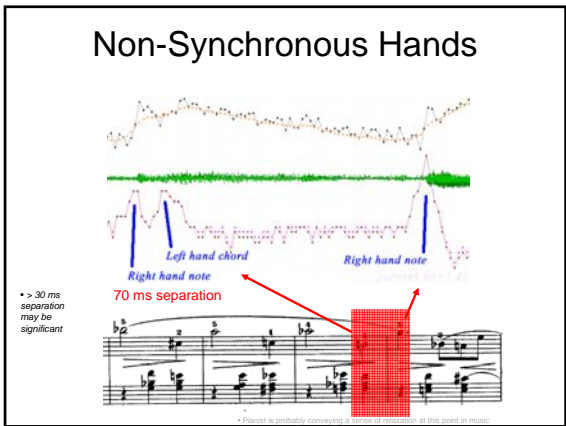 Non-Synchronous Hands
Left hand chord
Right hand note
Right hand note
70 ms separation
• > 30 ms
separation
may be
significant
• Pianist is probably conveying a sense of relaxation at this point in music